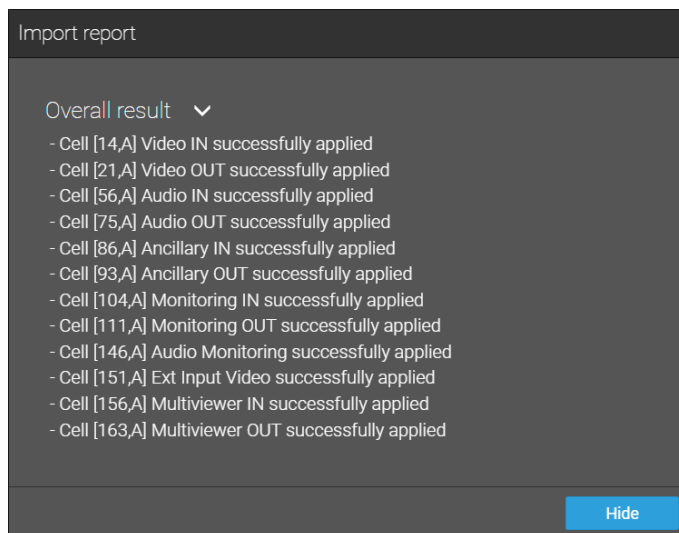 Import report
Overall result
- Cell [14,A] Video IN successfully applied
- Cell [21,A] Video OUT successfully applied
- Cell [56,A] Audio IN successfully applied
- Cell [75,A] Audio OUT successfully applied
- Cell [86,A] Ancillary IN successfully applied
- Cell [93,A] Ancillary OUT successfully applied
- Cell [104,A] Monitoring IN successfully applied
- Cell [111,A] Monitoring OUT successfully applied
- Cell [146,A] Audio Monitoring successfully applied
- Cell [151,A] Ext Input Video successfully applied
- Cell [156,A] Multiviewer IN successfully applied
- Cell [163,A] Multiviewer OUT successfully applied
Hide